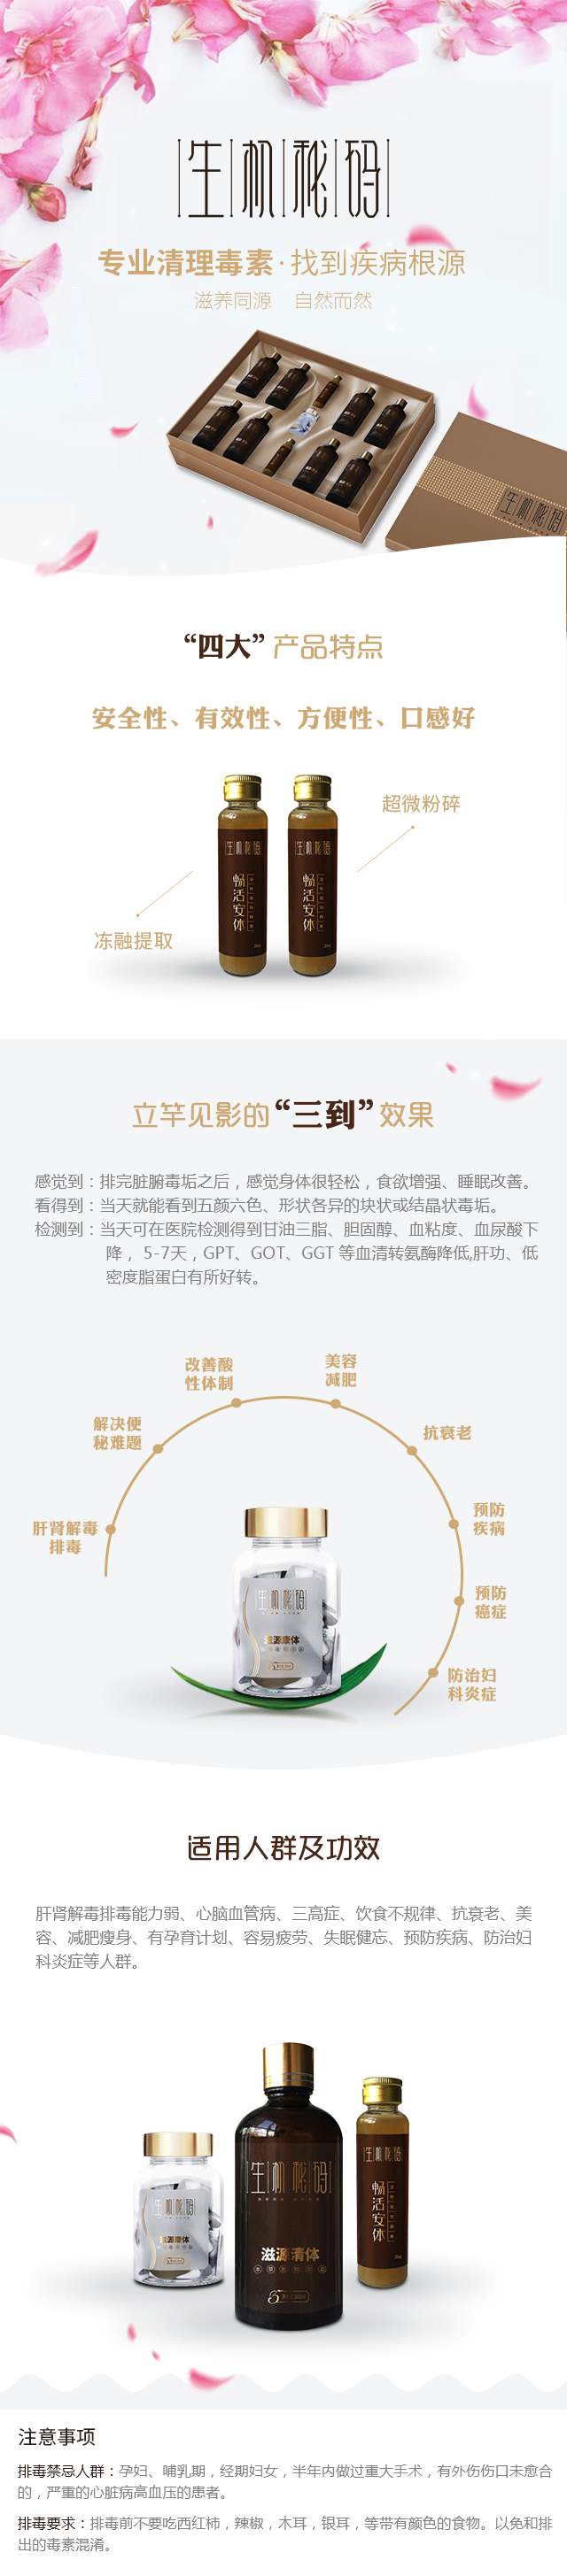 生机秘码
专业清理毒素·找到疾病根源
滋养同源 自然而然
生机秘码
“四大”产品特点
安全性、有效性、方便性、口感好
超微粉碎
生机秘码
生机秘码
畅活安体
畅活安体
冻融提取
立竿见影的“三到”效果
感觉到：排完脏腑毒垢之后，感觉身体很轻松，食欲增强、睡眠改善。
看得到：当天就能看到五颜六色、形状各异的块状或结晶状毒垢。
检测到：当天可在医院检测得到甘油三脂、胆固醇、血粘度、血尿酸下
降， 5-7天，GPT、GOT、GGT 等血清转氨酶降低,肝功、低
密度脂蛋白有所好转。
改善酸
性体制
美容
减肥
解决便
秘难题
抗衰老
肝肾解毒
排毒
预防
疾病
预防
癌症
防治妇
科炎症
生机秘码
滋源康体
适用人群及功效
肝肾解毒排毒能力弱、心脑血管病、三高症、饮食不规律、抗衰老、美
容、减肥瘦身、有孕育计划、容易疲劳、失眠健忘、预防疾病、防治妇
科炎症等人群。
生机秘码
滋源康体
生机秘码
滋源清体
生机秘码
畅活安体
注意事项
排毒禁忌人群：孕妇、哺乳期，经期妇女，半年内做过重大手术，有外伤伤口未愈合
的，严重的心脏病高血压的患者。
排毒要求：排毒前不要吃西红柿，辣椒，木耳，银耳，等带有颜色的食物。以免和排
出的毒素混淆。